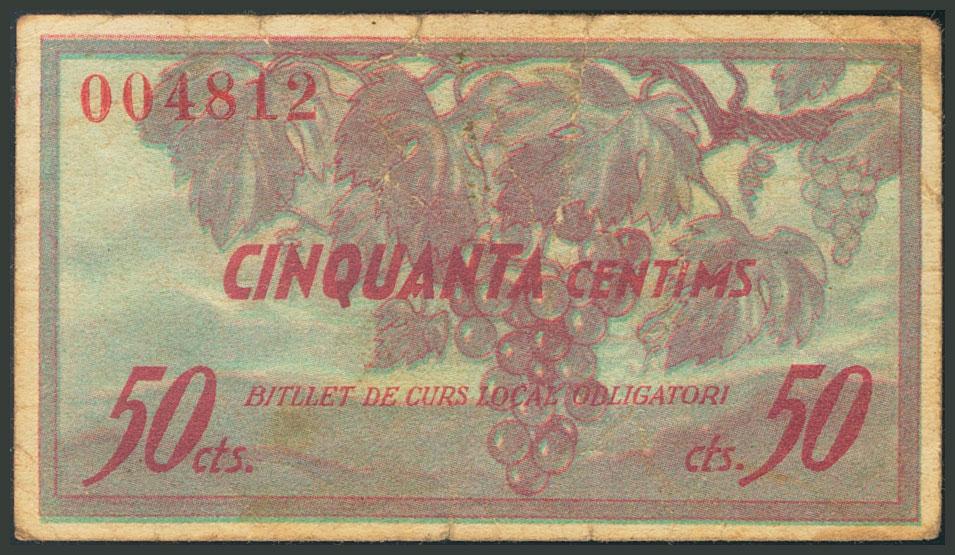 004812
CINQUANTA CENTIMS
BITLLET DE CURS LOCAL OBLIGATORI
50 cts.
cts. 50